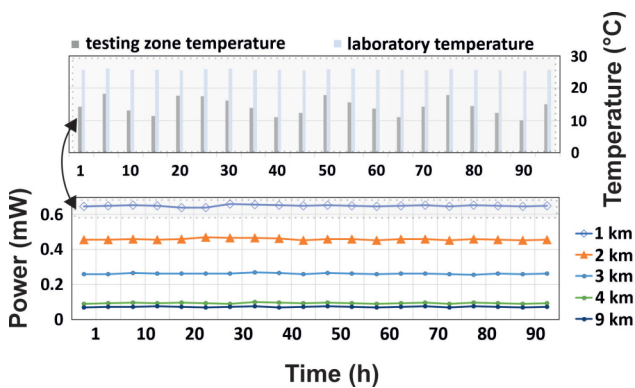 testing zone temperature laboratory temperature
30
20
10
0
Temperature (°C)
1 10 20 30 40 50 60 70 80 90
Power (mW)
0.6
0.4
0.2
0
1 km
2 km
3 km
4 km
9 km
1 10 20 30 40 50 60 70 80 90
Time (h)